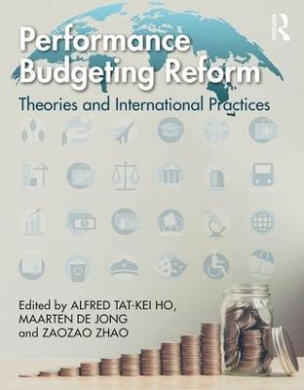 Performance
Budgeting Reform
Theories and International Practices
Edited by ALFRED TAT-KEI HO,
MAARTEN DE JONG
and ZAOZAO ZHAO